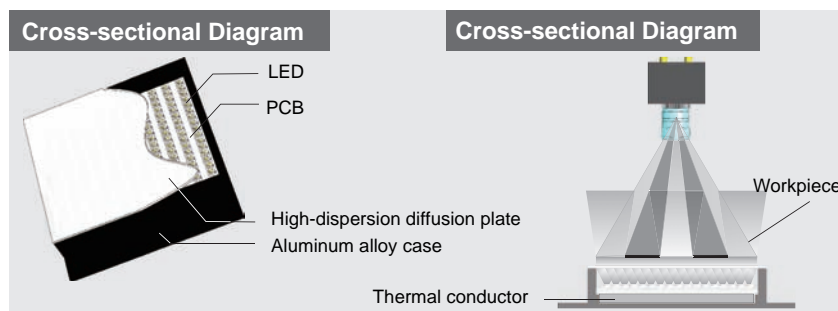 Cross-sectional Diagram
LED
PCB
High-dispersion diffusion plate
Aluminum alloy case
Cross-sectional Diagram
Workpiece
Thermal conductor